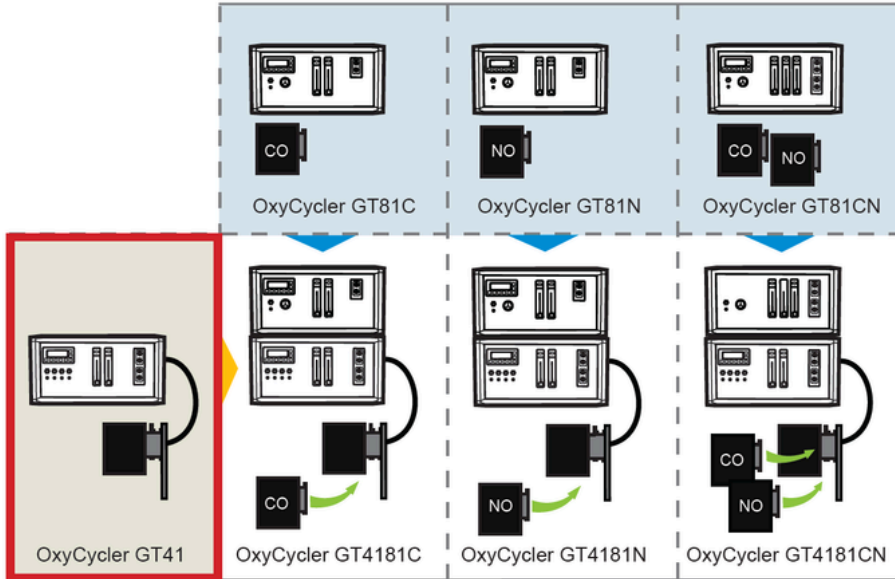 CO
NO
CO
NO
OxyCycler GT81C
OxyCycler GT81N
OxyCycler GT81CN
CO
NO
CO
NO
OxyCycler GT41
OxyCycler GT4181C
OxyCycler GT4181N
OxyCycler GT4181CN